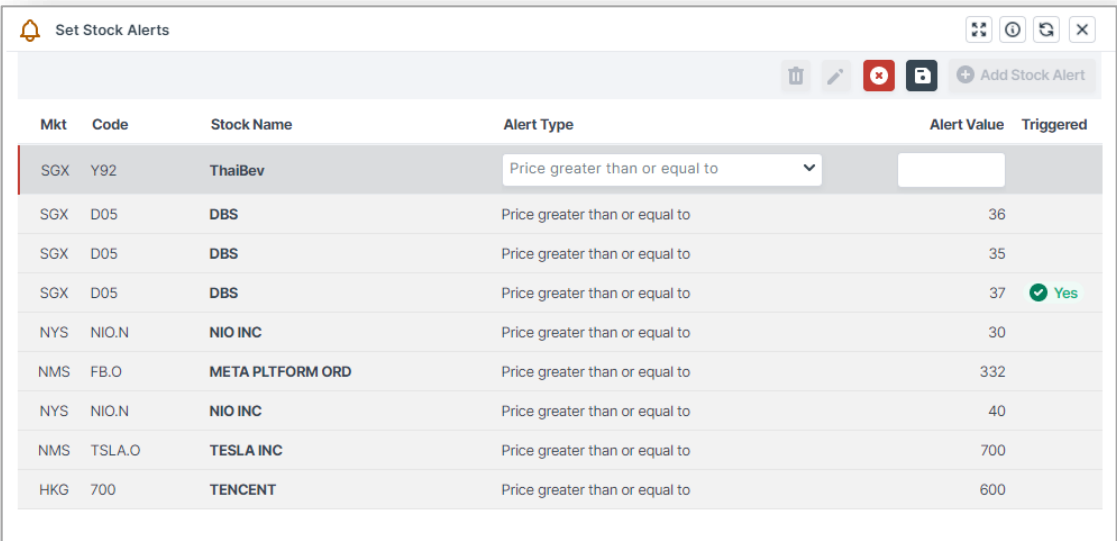 Set Stock Alerts
Add Stock Alert
Mkt Code Stock Name Alert Type Alert Value Triggered
SGX Y92 ThaiBev Price greater than or equal to
SGX D05 DBS Price greater than or equal to 36
SGX D05 DBS Price greater than or equal to 35
SGX D05 DBS Price greater than or equal to 37 Yes
NYS NIO.N NIO INC Price greater than or equal to 30
NMS FB.O META PLTFORM ORD Price greater than or equal to 332
NYS NIO.N NIO INC Price greater than or equal to 40
NMS TSLA.O TESLA INC Price greater than or equal to 700
HKG 700 TENCENT Price greater than or equal to 600